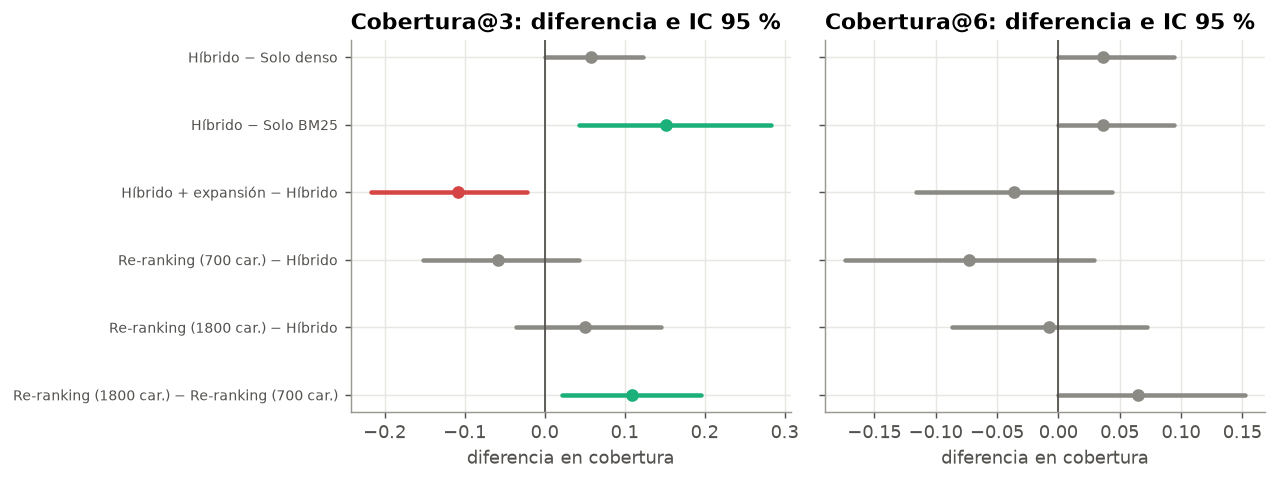 Cobertura@3: diferencia e IC 95 %
Cobertura@6: diferencia e IC 95 %
Híbrido − Solo denso
Híbrido − Solo BM25
Híbrido + expansión − Híbrido
Re-ranking (700 car.) − Híbrido
Re-ranking (1800 car.) − Híbrido
Re-ranking (1800 car.) − Re-ranking (700 car.)
−0.2 −0.1 0.0 0.1 0.2 0.3
−0.15 −0.10 −0.05 0.00 0.05 0.10 0.15
diferencia en cobertura
diferencia en cobertura